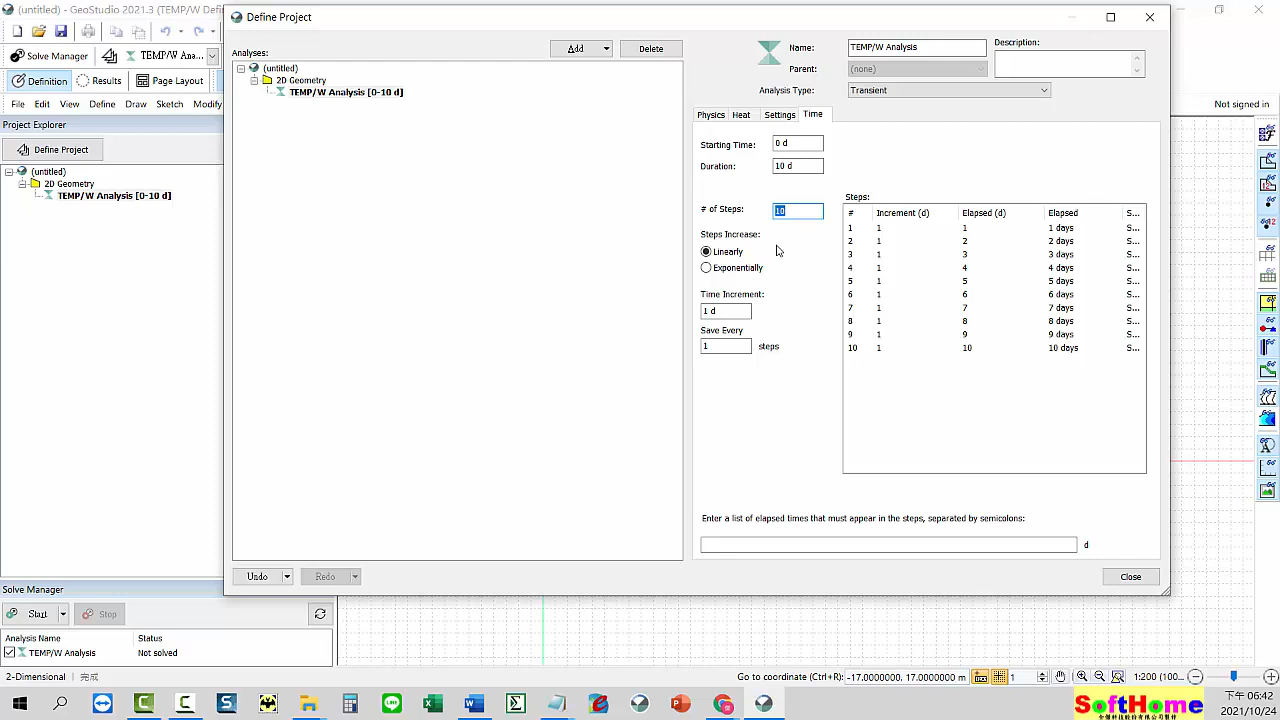 (untitled) - GeoStudio 2021.3 (TEMP/W Defi
Define Project
Solve Manager
TEMP/W Ana...
Definition
Results
Page Layout
File
Edit
View
Define
Draw
Sketch
Modify
Not signed in
Project Explorer
Define Project
(untitled)
2D Geometry
TEMP/W Analysis [0-10 d]
Analyses:
Add
Delete
(untitled)
2D Geometry
TEMP/W Analysis [0-10 d]
Name:
TEMP/W Analysis
Description:
Parent:
(none)
Analysis Type:
Transient
Physics
Heat
Settings
Time
Starting Time:
0 d
Duration:
10 d
# of Steps:
10
Steps Increase:
Linearly
Exponentially
Time Increment:
1 d
Save Every
1
steps
Steps:
# Increment (d) Elapsed (d) Elapsed S...
1 1 1 1 days S...
2 1 2 2 days S...
3 1 3 3 days S...
4 1 4 4 days S...
5 1 5 5 days S...
6 1 6 6 days S...
7 1 7 7 days S...
8 1 8 8 days S...
9 1 9 9 days S...
10 1 10 10 days S...
Enter a list of elapsed times that must appear in the steps, separated by semicolons:
d
Undo
Redo
Close
Solve Manager
Start
Stop
Analysis Name
Status
TEMP/W Analysis
Not solved
2-Dimensional
完成
Go to coordinate (Ctrl+R)
-17.0000000, 17.0000000 m
1
1:200 (100...
SoftHome
下午 06:42
2021/10/24